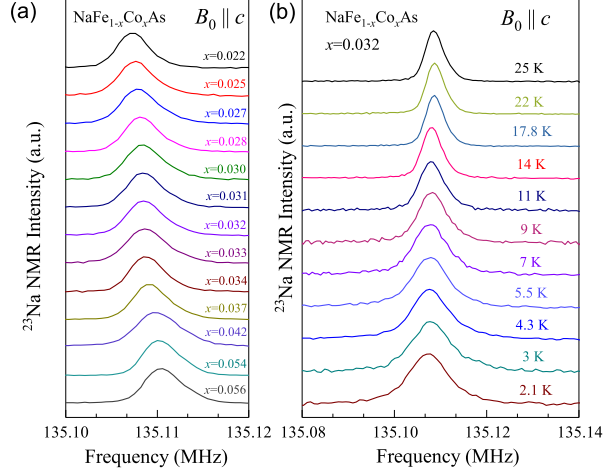 (a)
NaFe1-xCoxAs
B0 || c
x=0.022
x=0.025
x=0.027
x=0.028
x=0.030
x=0.031
x=0.032
x=0.033
x=0.034
x=0.037
x=0.042
x=0.054
x=0.056
23Na NMR Intensity (a.u.)
135.10
135.11
135.12
Frequency (MHz)
(b)
NaFe1-xCoxAs
B0 || c
x=0.032
25 K
22 K
17.8 K
14 K
11 K
9 K
7 K
5.5 K
4.3 K
3 K
2.1 K
23Na NMR Intensity (a.u.)
135.08
135.10
135.12
135.14
Frequency (MHz)